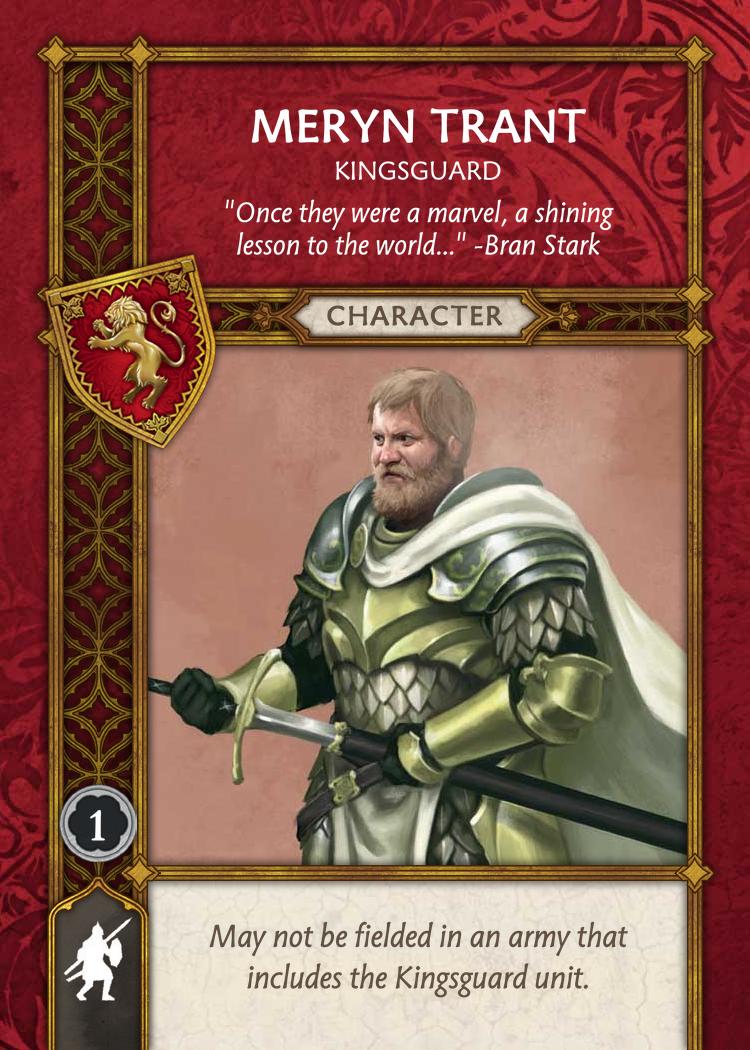 MERYN TRANT
KINGSGUARD
"Once they were a marvel, a shining
lesson to the world..." -Bran Stark
CHARACTER
1
May not be fielded in an army that
includes the Kingsguard unit.